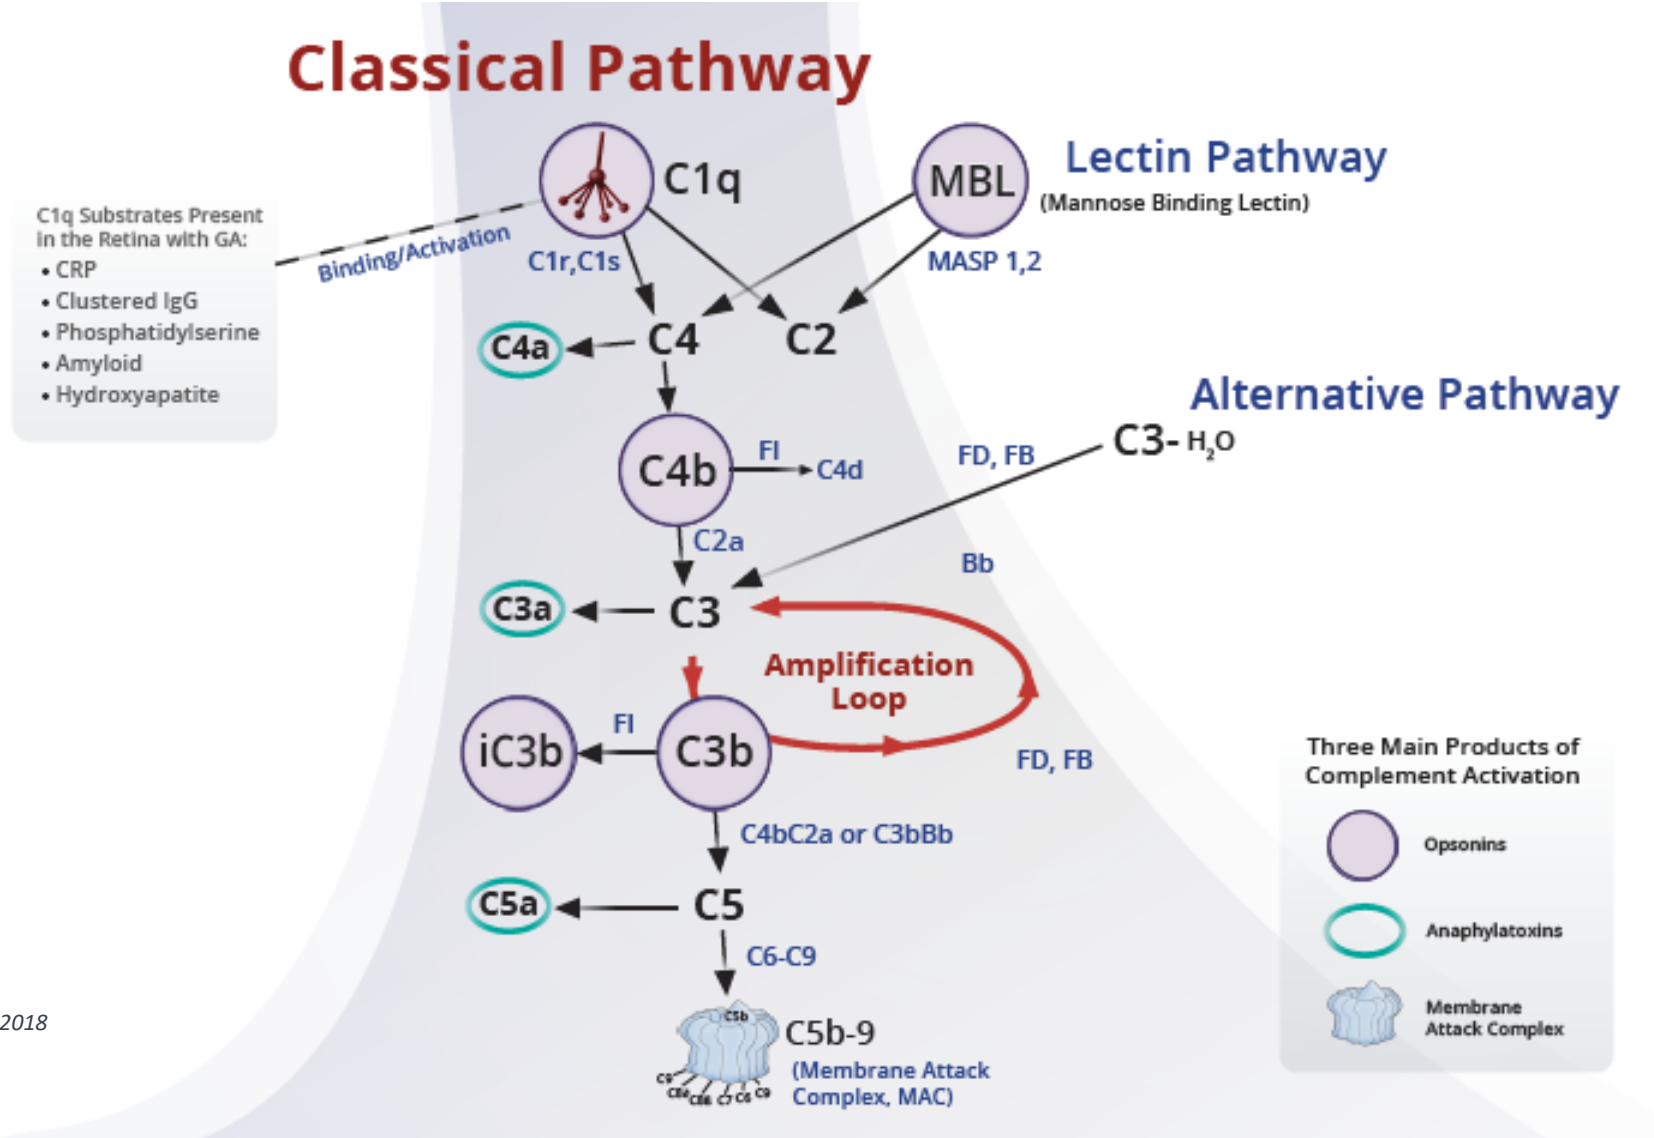 Classical Pathway
C1q
MBL
Lectin Pathway
(Mannose Binding Lectin)
C1q Substrates Present
in the Retina with GA:
• CRP
• Clustered IgG
• Phosphatidylserine
• Amyloid
• Hydroxyapatite
Binding/Activation
C1r,C1s
MASP 1,2
C4a
C4
C2
Alternative Pathway
C3-H₂O
FD, FB
C4b
FI
C4d
C2a
Bb
C3a
C3
Amplification
Loop
iC3b
FI
C3b
FD, FB
C4bC2a or C3bBb
C5a
C5
C6-C9
C5b
C5b-9
(Membrane Attack
Complex, MAC)
C9
C7
C9
Three Main Products of
Complement Activation
Opsonins
Anaphylatoxins
Membrane
Attack Complex
2018